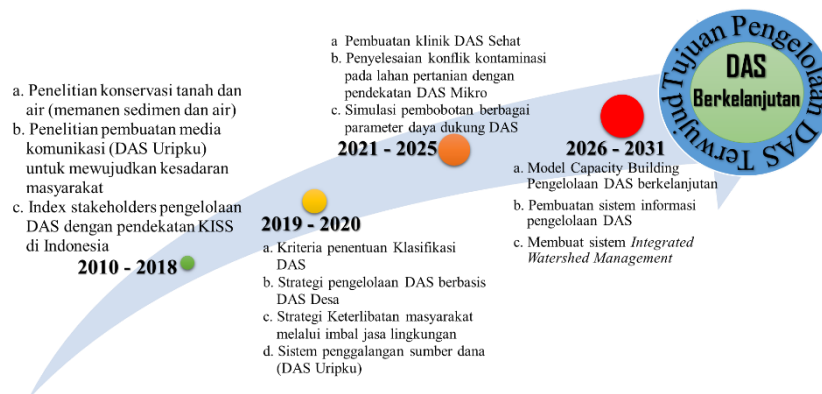 a. Penelitian konservasi tanah dan
air (memanen sedimen dan air)
b. Penelitian pembuatan media
komunikasi (DAS Uripku)
untuk mewujudkan kesadaran
masyarakat
c. Index stakeholders pengelolaan
DAS dengan pendekatan KISS
di Indonesia
2010 - 2018
2019 - 2020
a. Kriteria penentuan Klasifikasi
DAS
b. Strategi pengelolaan DAS berbasis
DAS Desa
c. Strategi Keterlibatan masyarakat
melalui imbal jasa lingkungan
d. Sistem penggalangan sumber dana
(DAS Uripku)
a Pembuatan klinik DAS Sehat
b. Penyelesaian konflik kontaminasi
pada lahan pertanian dengan
pendekatan DAS Mikro
c. Simulasi pembobotan berbagai
parameter daya dukung DAS
2021 - 2025
2026 - 2031
a. Model Capacity Building
Pengelolaan DAS berkelanjutan
b. Pembuatan sistem informasi
pengelolaan DAS
c. Membuat sistem Integrated
Watershed Management
Tujuan Pengelolaan DAS Terwujud
DAS
Berkelanjutan